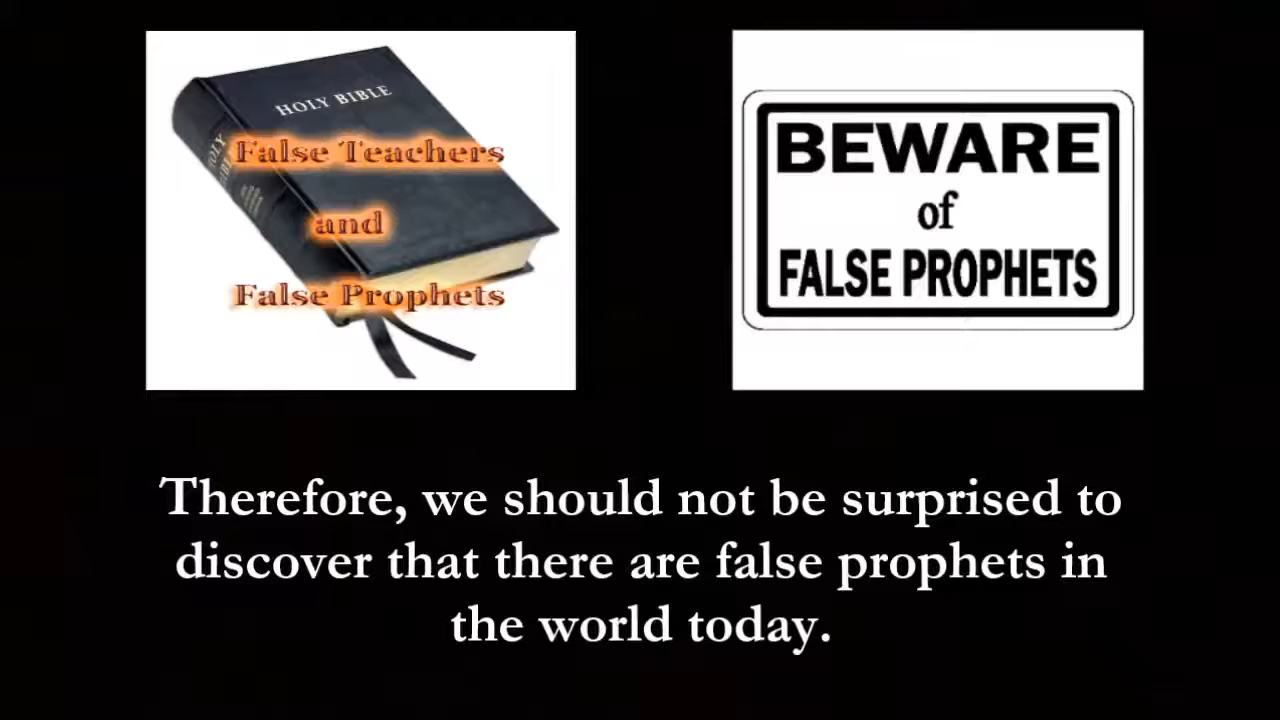 HOLY BIBLE
HOLY
False Teachers
and
False Prophets
BEWARE
of
FALSE PROPHETS
Therefore, we should not be surprised to
discover that there are false prophets in
the world today.